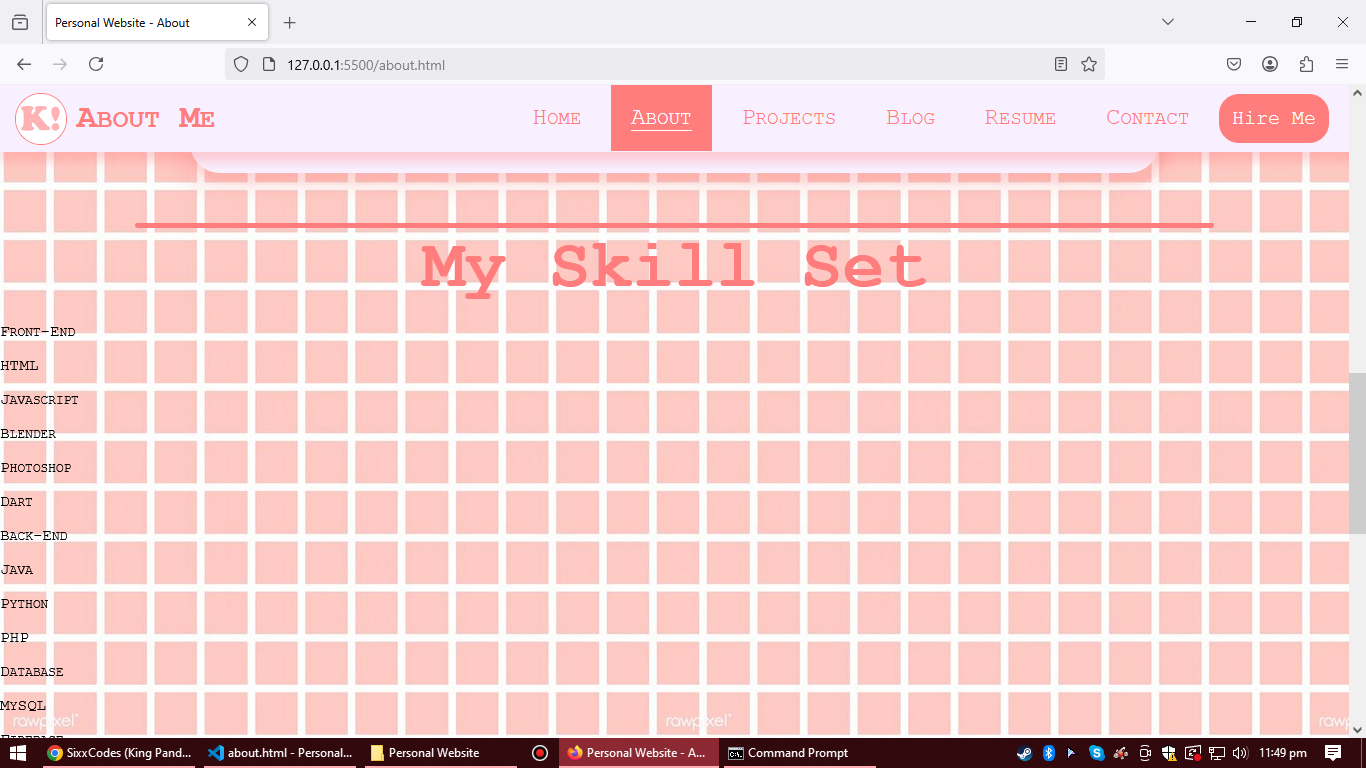 Personal Website - About
127.0.0.1:5500/about.html
K! About Me
Home
About
Projects
Blog
Resume
Contact
Hire Me
My Skill Set
Front-End
HTML
Javascript
Blender
Photoshop
Dart
Back-End
Java
Python
PHP
Database
MySQL
Firebase
rawpixel
rawpixel
rawp
SixxCodes (King Pand...
about.html - Personal...
Personal Website
Personal Website - A...
Command Prompt
11:49 pm